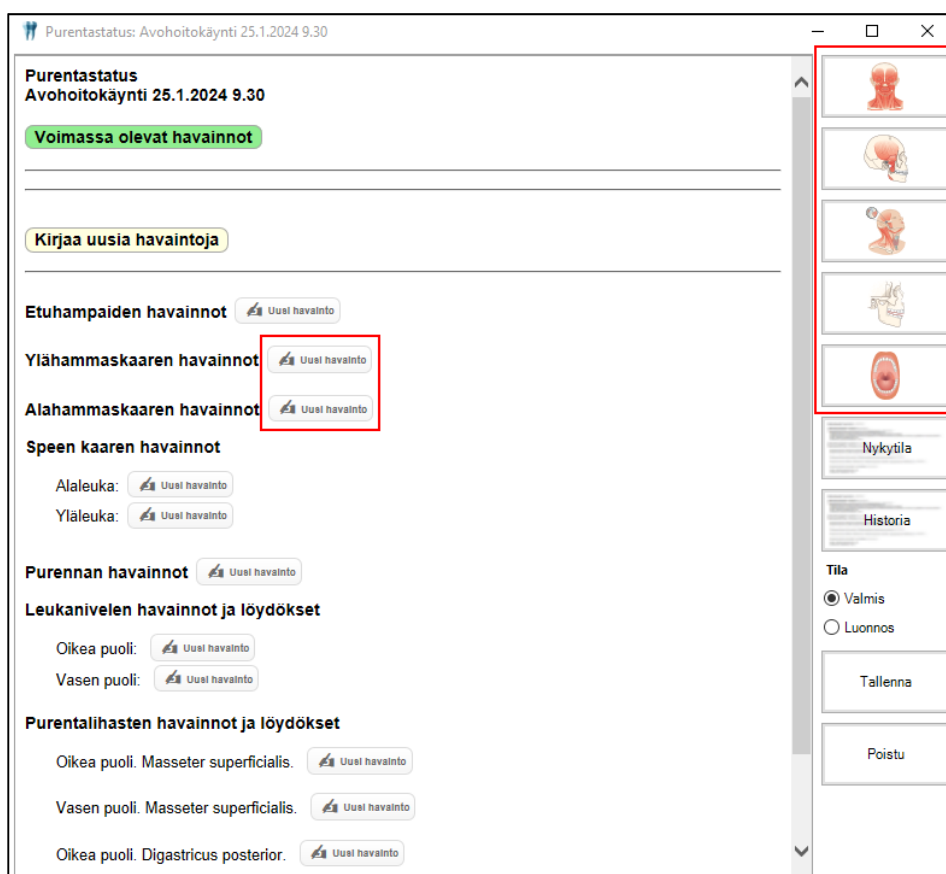 Purentastatus: Avohoitokäynti 25.1.2024 9.30
Purentastatus
Avohoitokäynti 25.1.2024 9.30
Voimassa olevat havainnot
Kirjaa uusia havaintoja
Etuhampaiden havainnot Uusi havainto
Ylähammaskaaren havainnot Uusi havainto
Alahammaskaaren havainnot Uusi havainto
Speen kaaren havainnot
Alaleuka: Uusi havainto
Yläleuka: Uusi havainto
Purennan havainnot Uusi havainto
Leukanivelen havainnot ja löydökset
Oikea puoli: Uusi havainto
Vasen puoli: Uusi havainto
Purentalihasten havainnot ja löydökset
Oikea puoli. Masseter superficialis. Uusi havainto
Vasen puoli. Masseter superficialis. Uusi havainto
Oikea puoli. Digastricus posterior. Uusi havainto
Nykytila
Historia
Tila
Valmis
Luonnos
Tallenna
Poistu